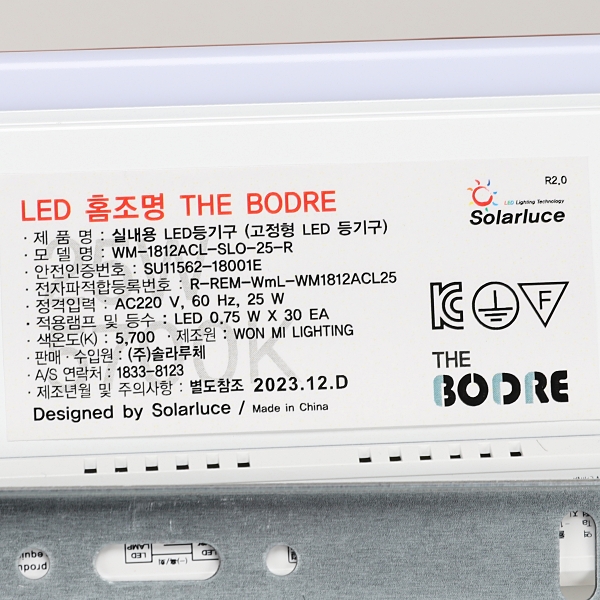 R2.0
LED Lighting Technology
Solarluce
LED 홈조명 THE BODRE
· 제 품 명 : 실내용 LED등기구 (고정형 LED 등기구)
· 모 델 명 : WM-1812ACL-SLO-25-R
· 안전인증번호 : SU11562-18001E
· 전자파적합등록번호 : R-REM-WmL-WM1812ACL25
· 정격입력 : AC220 V, 60 Hz, 25 W
· 적용램프 및 등수 : LED 0.75 W X 30 EA
· 색온도(K) : 5,700 · 제조원 : WON MI LIGHTING
· 판매 · 수입원 : (주)솔라루체
· A/S 연락처 : 1833-8123
· 제조년월 및 주의사항 : 별도참조 2023.12.D
Designed by Solarluce / Made in China
F
THE
BODRE
LED
LAMP
LED